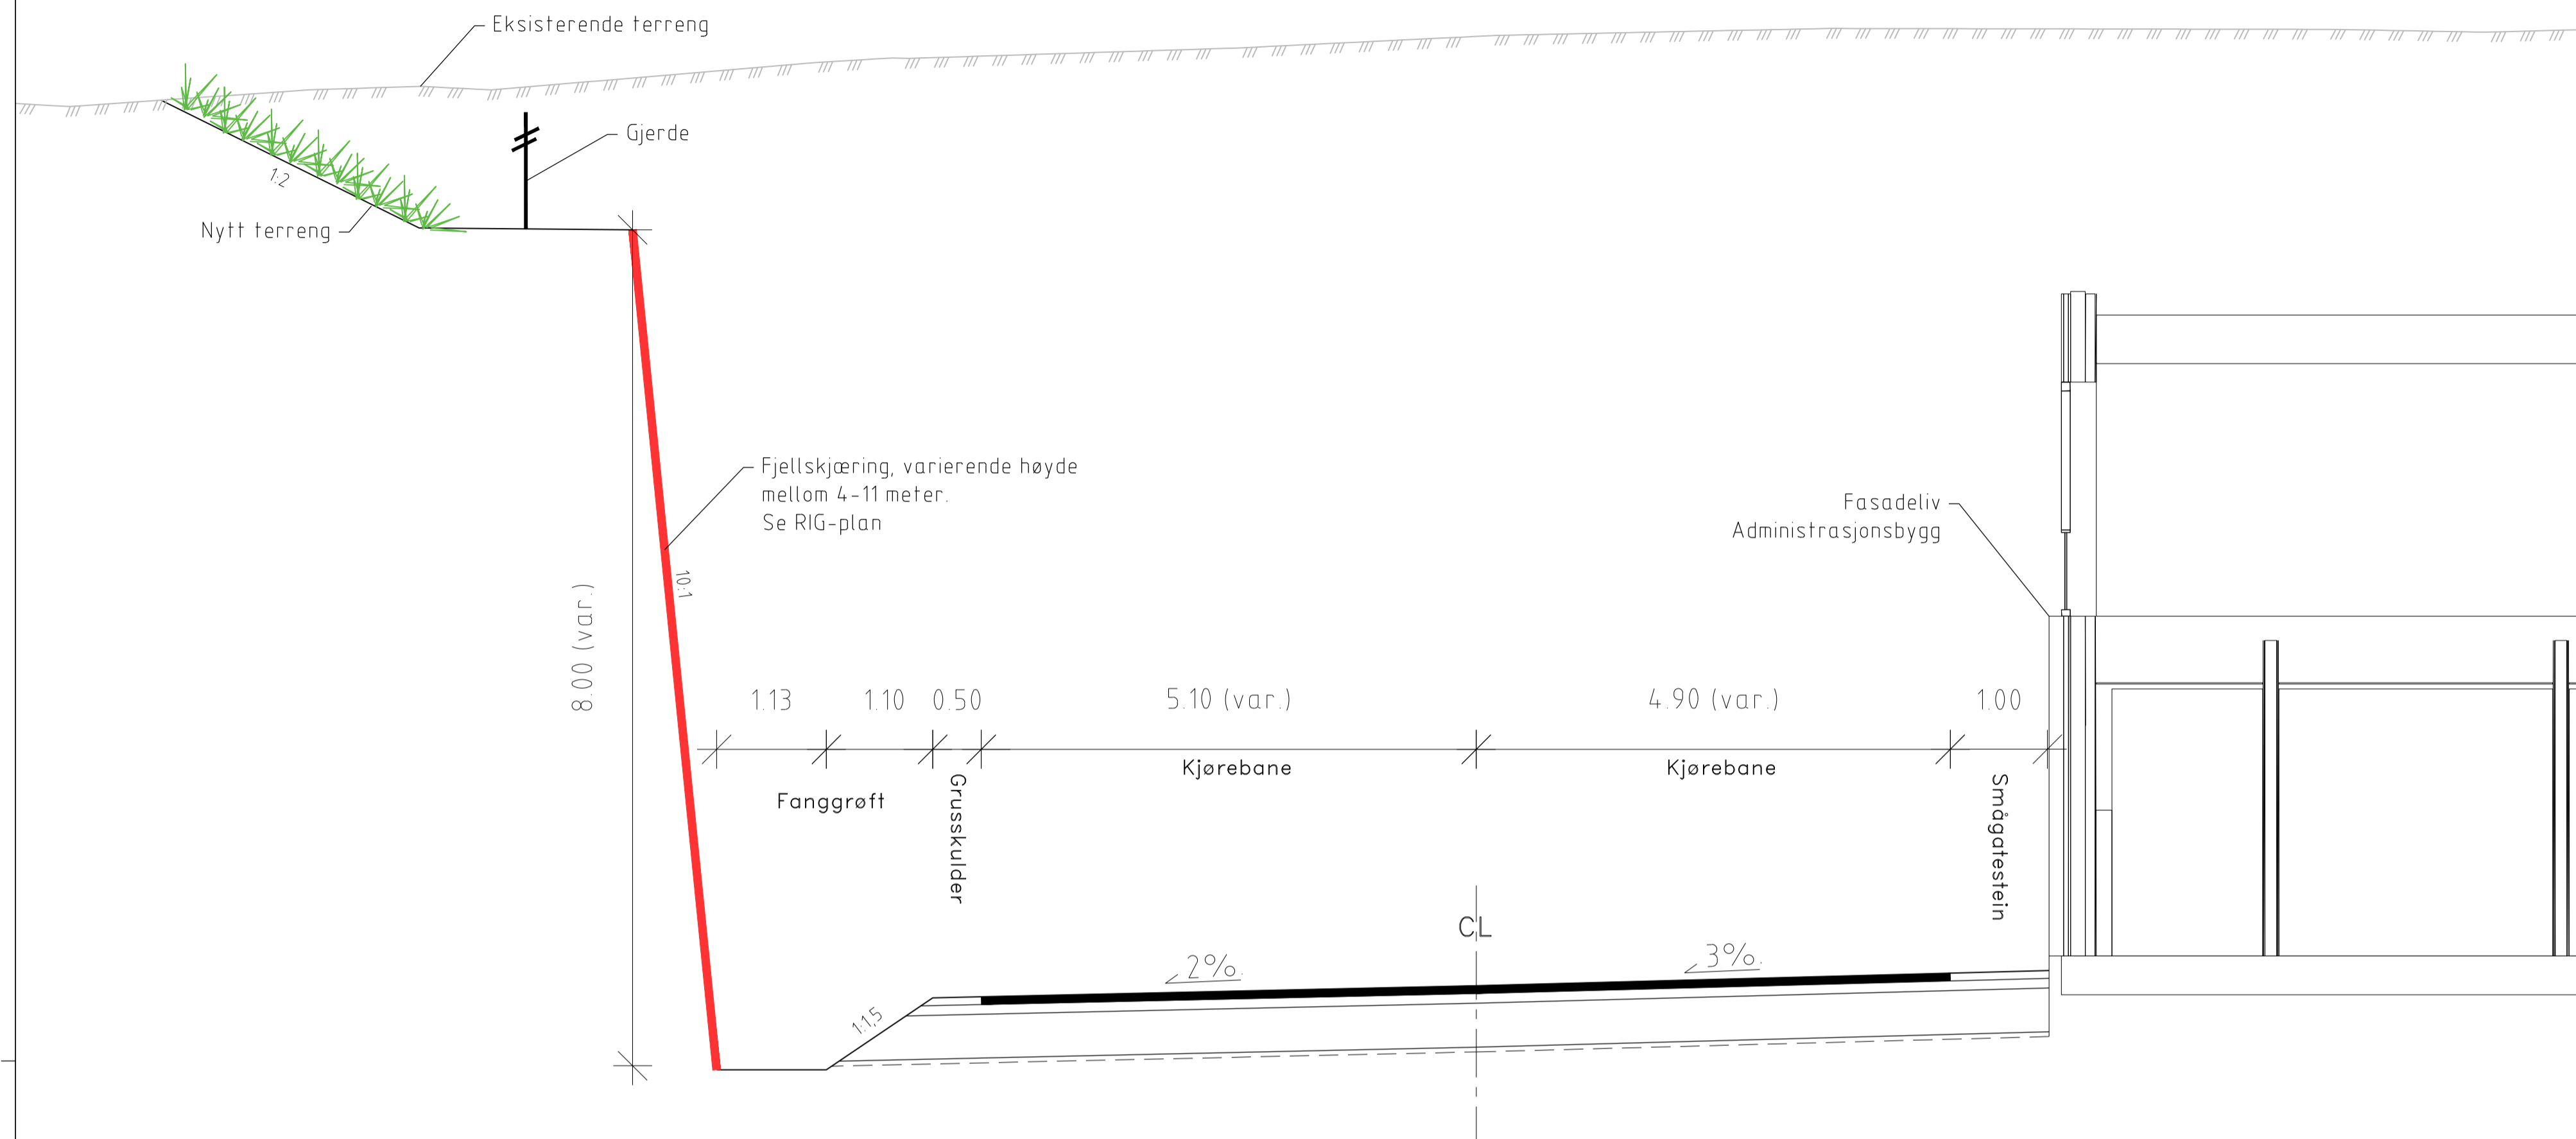 Eksisterende terreng
Gjerde
1:2
Nytt terreng
Fjellskjæring, varierende høyde
mellom 4-11 meter.
Se RIG-plan
Fasadeliv
Administrasjonsbygg
10:1
8.00 (var.)
1.13
1.10
0.50
5.10 (var.)
4.90 (var.)
1.00
Kjørebane
Kjørebane
Fanggrøft
Grusskulder
Smågatestein
CL
2%.
3%.
1:1,5